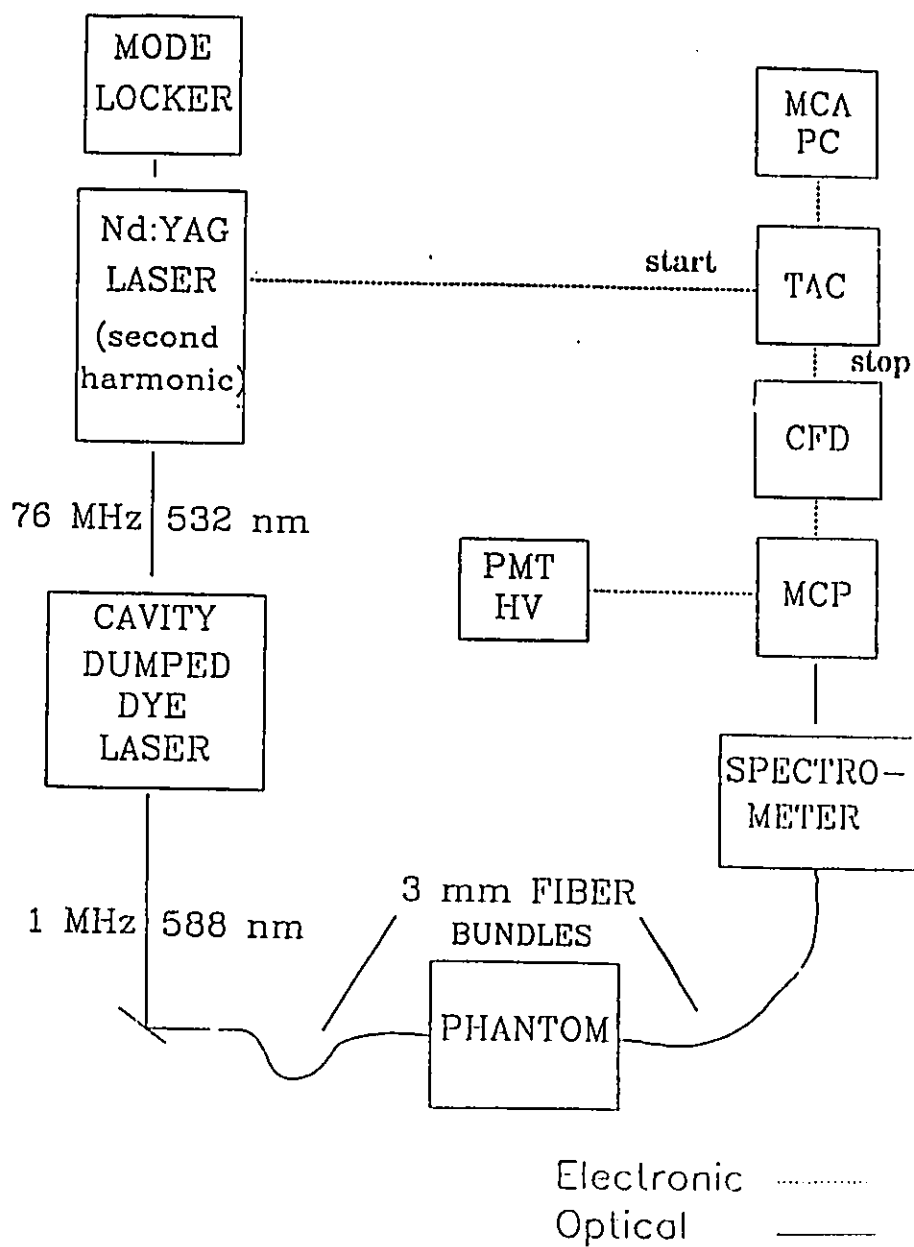 MODE
LOCKER
MCA
PC
Nd:YAG
LASER
(second
harmonic)
start
TAC
stop
CFD
76 MHz
532 nm
PMT
HV
MCP
CAVITY
DUMPED
DYE
LASER
SPECTRO-
METER
3 mm FIBER
BUNDLES
1 MHz
588 nm
PHANTOM
Electronic
Optical